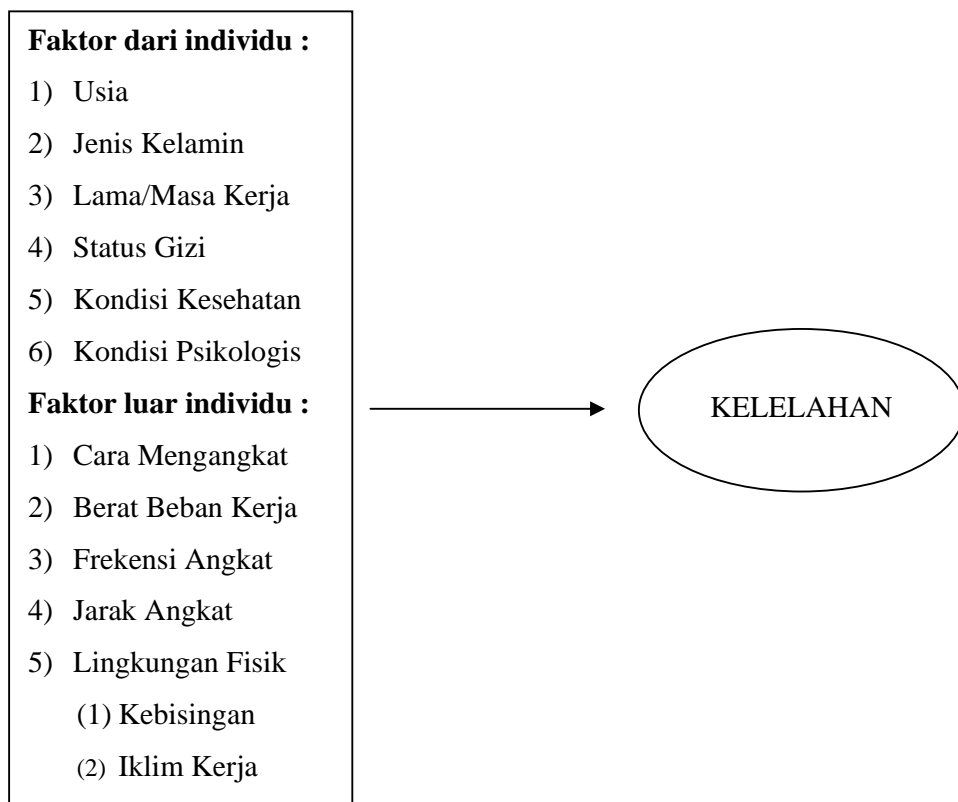 Faktor dari individu :
1) Usia
2) Jenis Kelamin
3) Lama/Masa Kerja
4) Status Gizi
5) Kondisi Kesehatan
6) Kondisi Psikologis
Faktor luar individu :
1) Cara Mengangkat
2) Berat Beban Kerja
3) Frekensi Angkat
4) Jarak Angkat
5) Lingkungan Fisik
(1) Kebisingan
(2) Iklim Kerja
KELELAHAN